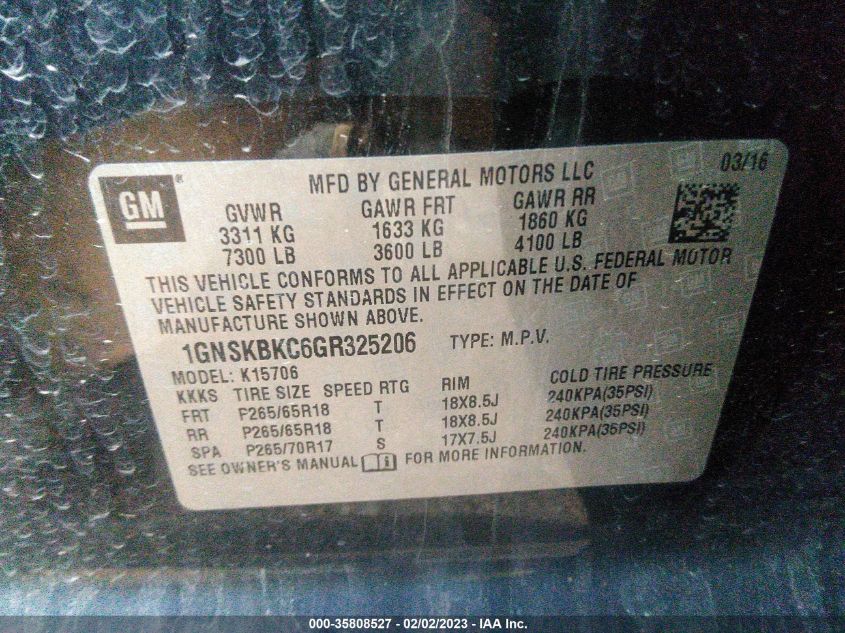 GM
MFD BY GENERAL MOTORS LLC
03/16
GVWR GAWR FRT GAWR RR
3311 KG 1633 KG 1860 KG
7300 LB 3600 LB 4100 LB
THIS VEHICLE CONFORMS TO ALL APPLICABLE U.S. FEDERAL MOTOR
VEHICLE SAFETY STANDARDS IN EFFECT ON THE DATE OF
MANUFACTURE SHOWN ABOVE.
1GNSKBKC6GR325206 TYPE: M.P.V.
MODEL: K15706
KKKS TIRE SIZE SPEED RTG RIM COLD TIRE PRESSURE
FRT P265/65R18 T 18X8.5J 240KPA(35PSI)
RR P265/65R18 T 18X8.5J 240KPA(35PSI)
SPA P265/70R17 S 17X7.5J 240KPA(35PSI)
SEE OWNER'S MANUAL FOR MORE INFORMATION.
000-35808527 - 02/02/2023 - IAA Inc.